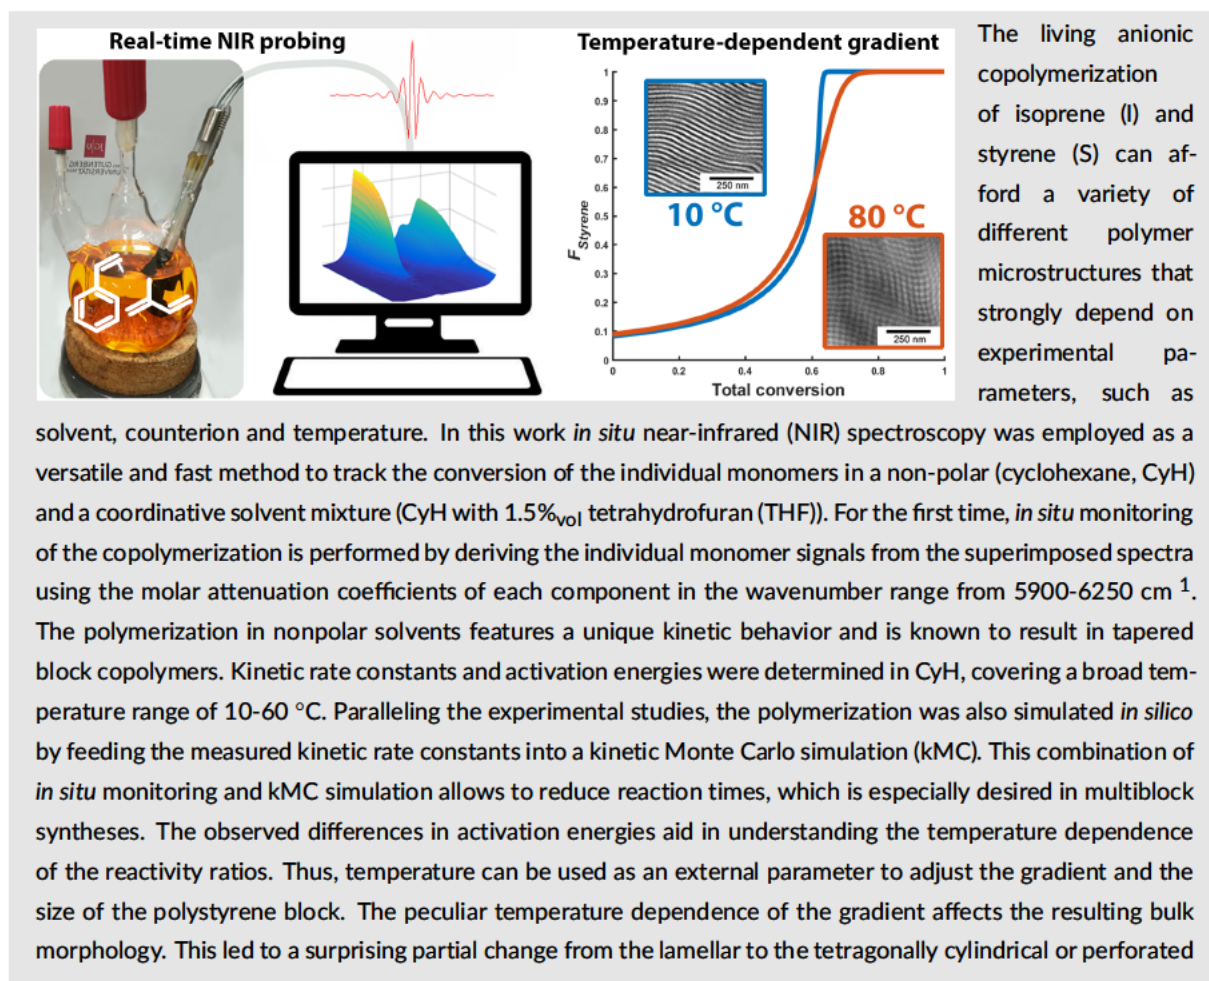 Real-time NIR probing
Temperature-dependent gradient
F_Styrene
1
0.9
0.8
0.7
0.6
0.5
0.4
0.3
0.2
0.1
0
250 nm
10 °C
80 °C
250 nm
0 0.2 0.4 0.6 0.8 1
Total conversion
The living anionic
copolymerization
of isoprene (I) and
styrene (S) can af-
ford a variety of
different polymer
microstructures that
strongly depend on
experimental pa-
rameters, such as
solvent, counterion and temperature. In this work in situ near-infrared (NIR) spectroscopy was employed as a
versatile and fast method to track the conversion of the individual monomers in a non-polar (cyclohexane, CyH)
and a coordinative solvent mixture (CyH with 1.5%vol tetrahydrofuran (THF)). For the first time, in situ monitoring
of the copolymerization is performed by deriving the individual monomer signals from the superimposed spectra
using the molar attenuation coefficients of each component in the wavenumber range from 5900-6250 cm 1.
The polymerization in nonpolar solvents features a unique kinetic behavior and is known to result in tapered
block copolymers. Kinetic rate constants and activation energies were determined in CyH, covering a broad tem-
perature range of 10-60 °C. Paralleling the experimental studies, the polymerization was also simulated in silico
by feeding the measured kinetic rate constants into a kinetic Monte Carlo simulation (kMC). This combination of
in situ monitoring and kMC simulation allows to reduce reaction times, which is especially desired in multiblock
syntheses. The observed differences in activation energies aid in understanding the temperature dependence
of the reactivity ratios. Thus, temperature can be used as an external parameter to adjust the gradient and the
size of the polystyrene block. The peculiar temperature dependence of the gradient affects the resulting bulk
morphology. This led to a surprising partial change from the lamellar to the tetragonally cylindrical or perforated